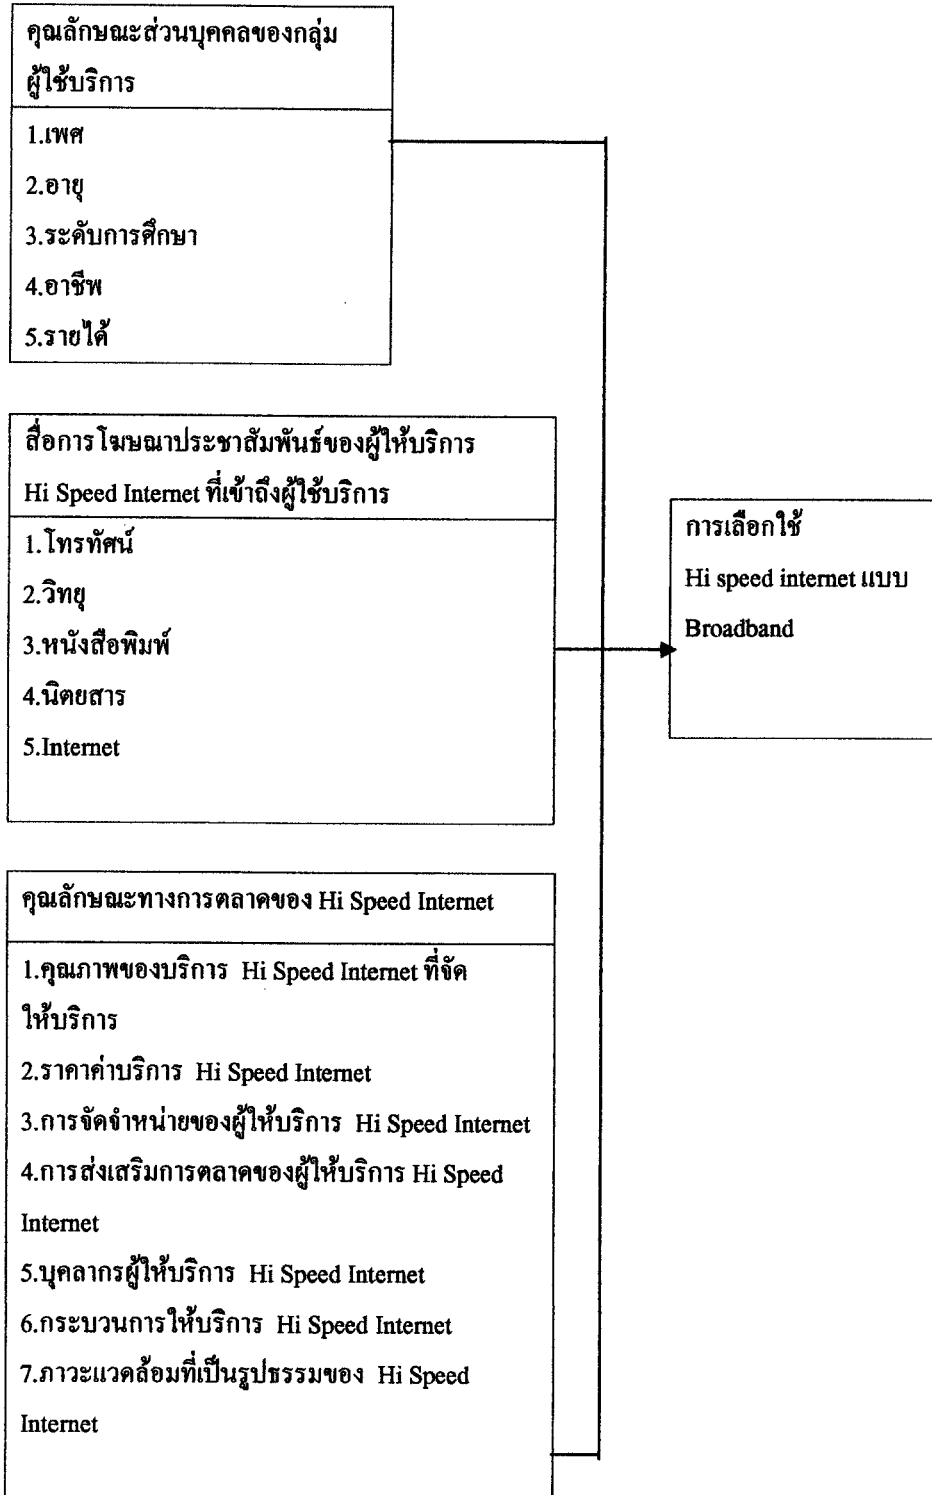 คุณลักษณะส่วนบุคคลของกลุ่ม
ผู้ใช้บริการ
1.เพศ
2.อายุ
3.ระดับการศึกษา
4.อาชีพ
5.รายได้
สื่อการโฆษณาประชาสัมพันธ์ของผู้ให้บริการ
Hi Speed Internet ที่เข้าถึงผู้ใช้บริการ
1.โทรทัศน์
2.วิทยุ
3.หนังสือพิมพ์
4.นิตยสาร
5.Internet
การเลือกใช้
Hi speed internet แบบ
Broadband
คุณลักษณะทางการตลาดของ Hi Speed Internet
1.คุณภาพของบริการ Hi Speed Internet ที่จัด
ให้บริการ
2.ราคาค่าบริการ Hi Speed Internet
3.การจัดจำหน่ายของผู้ให้บริการ Hi Speed Internet
4.การส่งเสริมการตลาดของผู้ให้บริการ Hi Speed
Internet
5.บุคลากรผู้ให้บริการ Hi Speed Internet
6.กระบวนการให้บริการ Hi Speed Internet
7.ภาวะแวดล้อมที่เป็นรูปธรรมของ Hi Speed
Internet